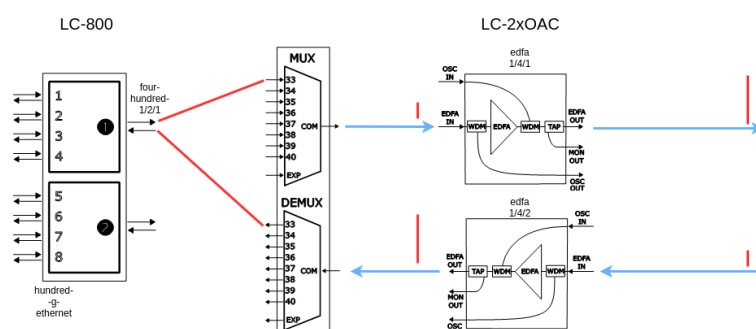 LC-800
LC-2xOAC
four-
hundred-
1/2/1
1
2
3
4
1
5
6
7
8
2
hundred-
-g-
ethernet
MUX
33
34
35
36
37
38
39
40
EXP
COM
DEMUX
33
34
35
36
37
38
39
40
EXP
COM
edfa
1/4/1
OSC
IN
EDFA
IN
WDM
EDFA
WDM
TAP
EDFA
OUT
MON
OUT
OSC
OUT
edfa
1/4/2
OSC
IN
EDFA
OUT
TAP
WDM
EDFA
WDM
EDFA
IN
MON
OUT
OSC